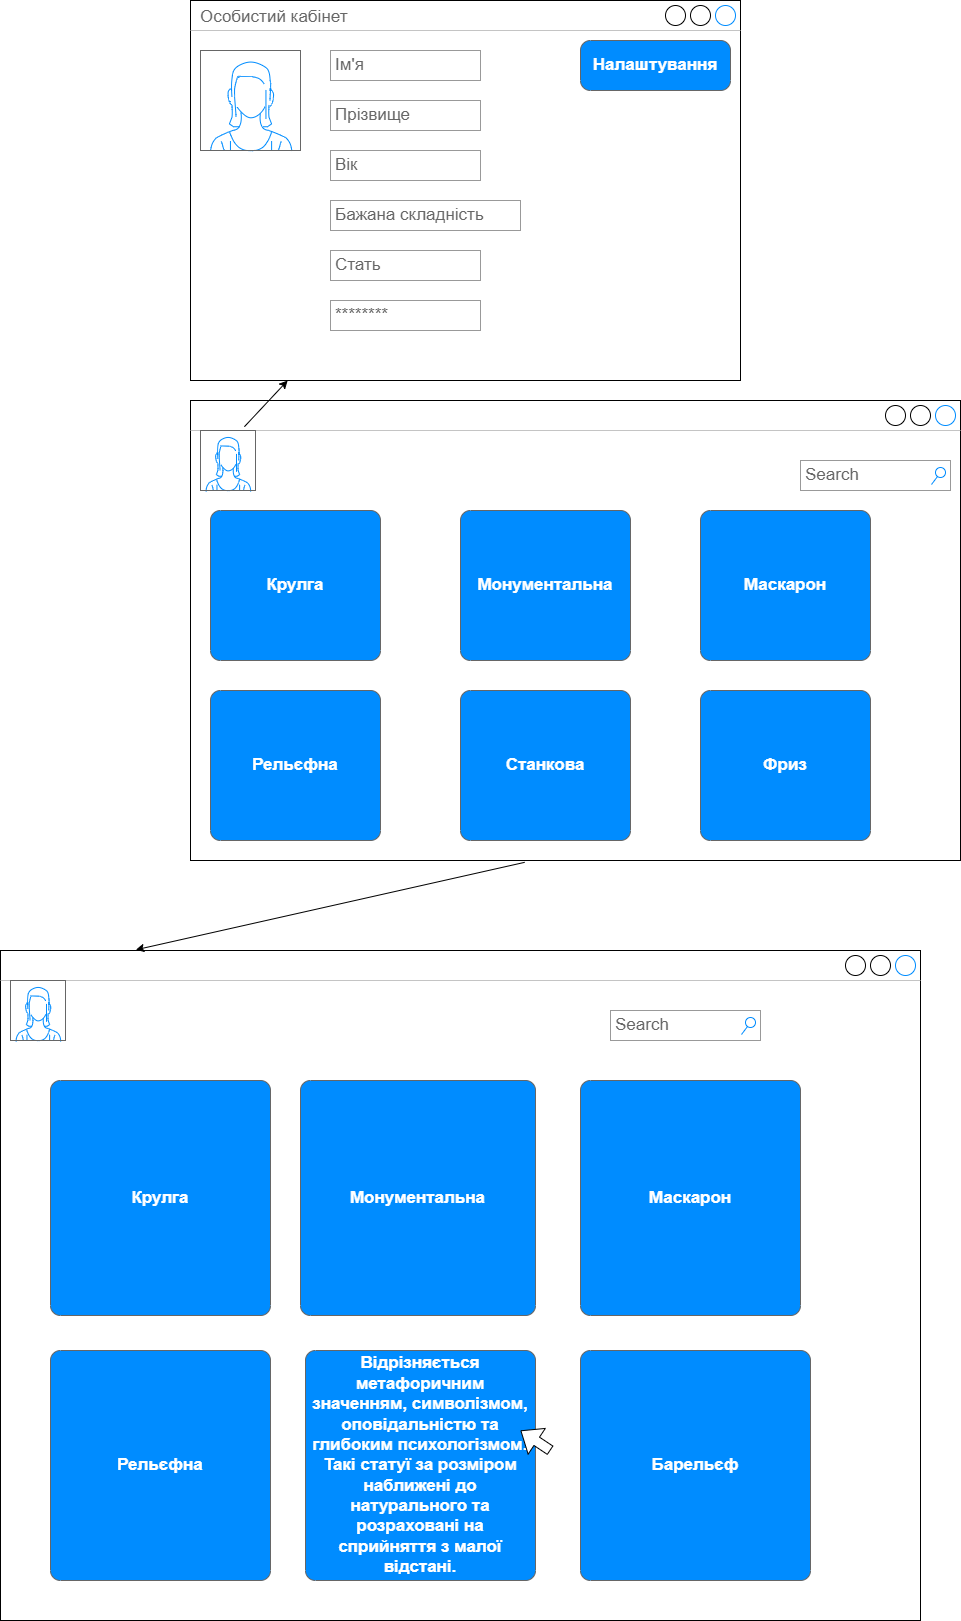 Особистий кабінет
Налаштування
Ім'я
Прізвище
Вік
Бажана складність
Стать
********
Search
Крулга
Монументальна
Маскарон
Рельєфна
Станкова
Фриз
Search
Крулга
Монументальна
Маскарон
Рельєфна
Відрізняється
метафоричним
значенням, символізмом,
оповідальністю та
глибоким психологізмом.
Такі статуї за розміром
наближені до
натурального та
розраховані на
сприйняття з малої
відстані.
Барельєф